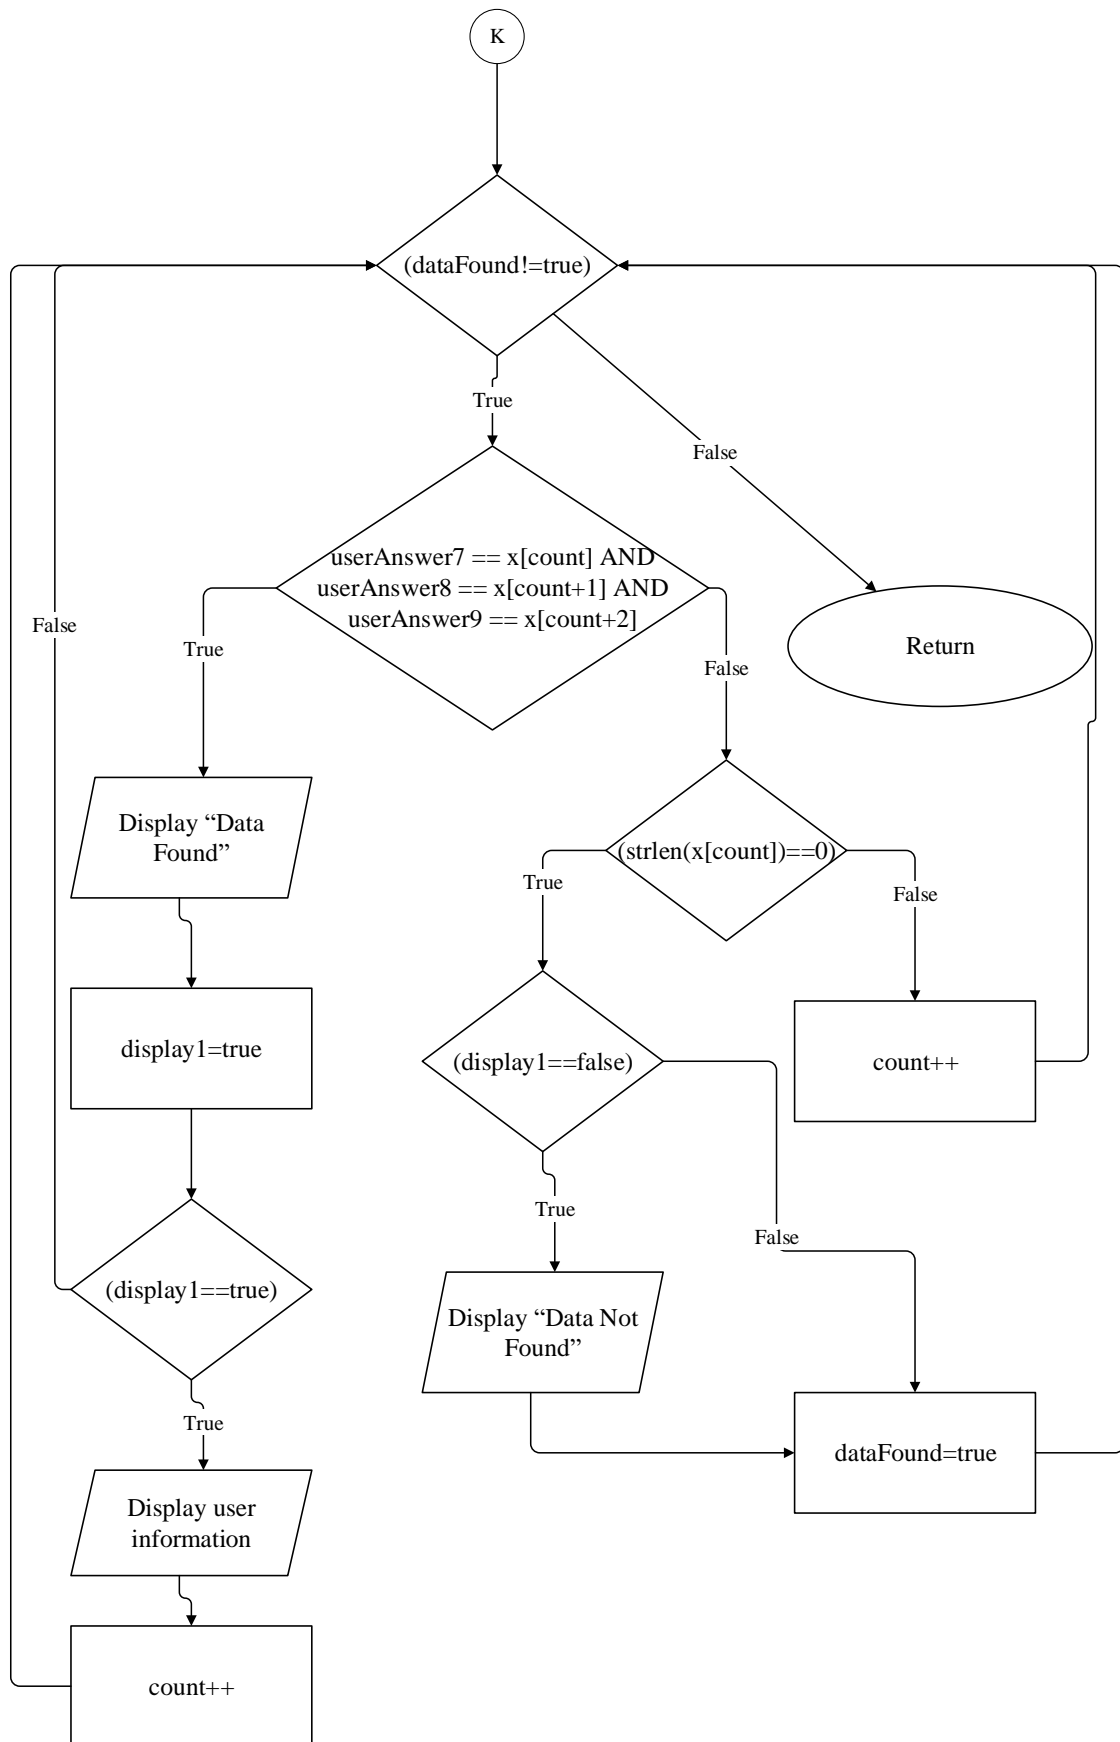 K
(dataFound!=true)
True
False
userAnswer7 == x[count] AND
userAnswer8 == x[count+1] AND
userAnswer9 == x[count+2]
False
True
False
Return
Display “Data
Found”
(strlen(x[count])==0)
True
False
display1=true
(display1==false)
count++
True
False
(display1==true)
Display “Data Not
Found”
True
dataFound=true
Display user
information
count++